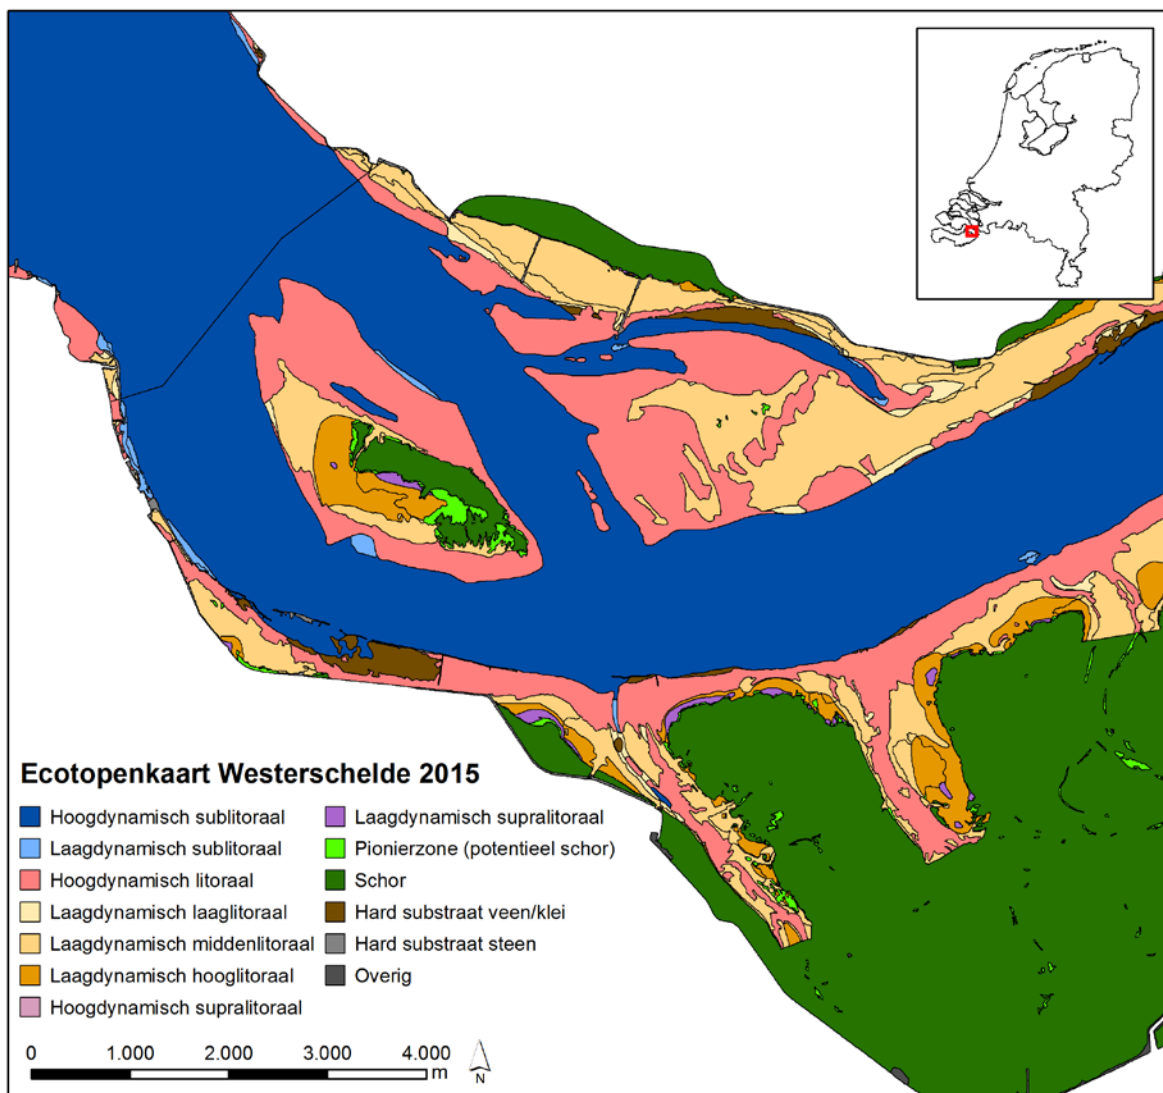 Ecotopenkaart Westerschelde 2015
Hoogdynamisch sublitoraal
Laagdynamisch sublitoraal
Hoogdynamisch litoraal
Laagdynamisch laaglitoraal
Laagdynamisch middenlitoraal
Laagdynamisch hooglitoraal
Hoogdynamisch supralitoraal
Laagdynamisch supralitoraal
Pionierzone (potentieel schor)
Schor
Hard substraat veen/klei
Hard substraat steen
Overig
0 1.000 2.000 3.000 4.000
m
N